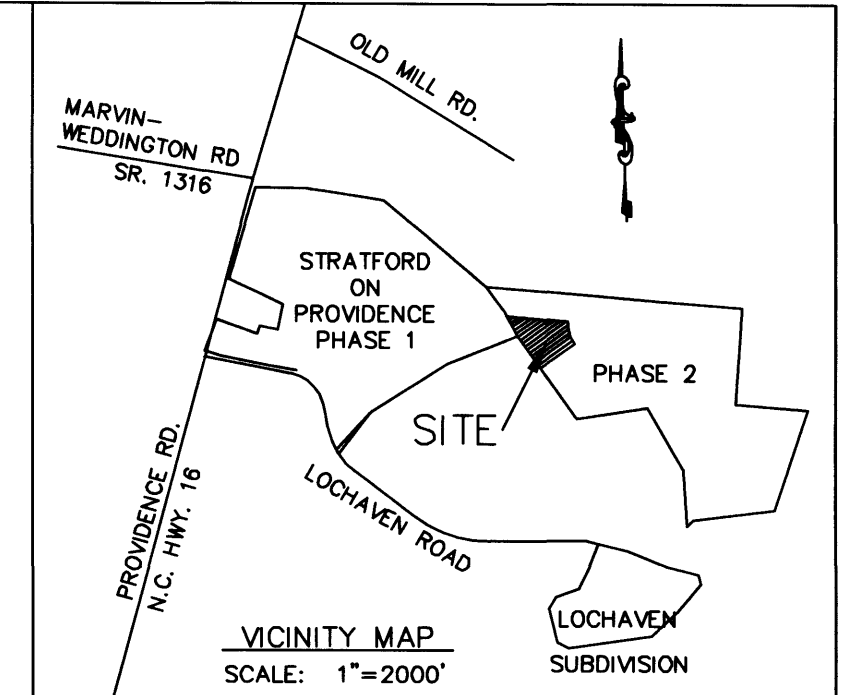 OLD MILL RD.
MARVIN-
WEDDINGTON RD
SR. 1316
STRATFORD
ON
PROVIDENCE
PHASE 1
PHASE 2
SITE
PROVIDENCE RD.
N.C. HWY. 16
LOCHAVEN ROAD
LOCHAVEN
SUBDIVISION
VICINITY MAP
SCALE: 1"=2000'